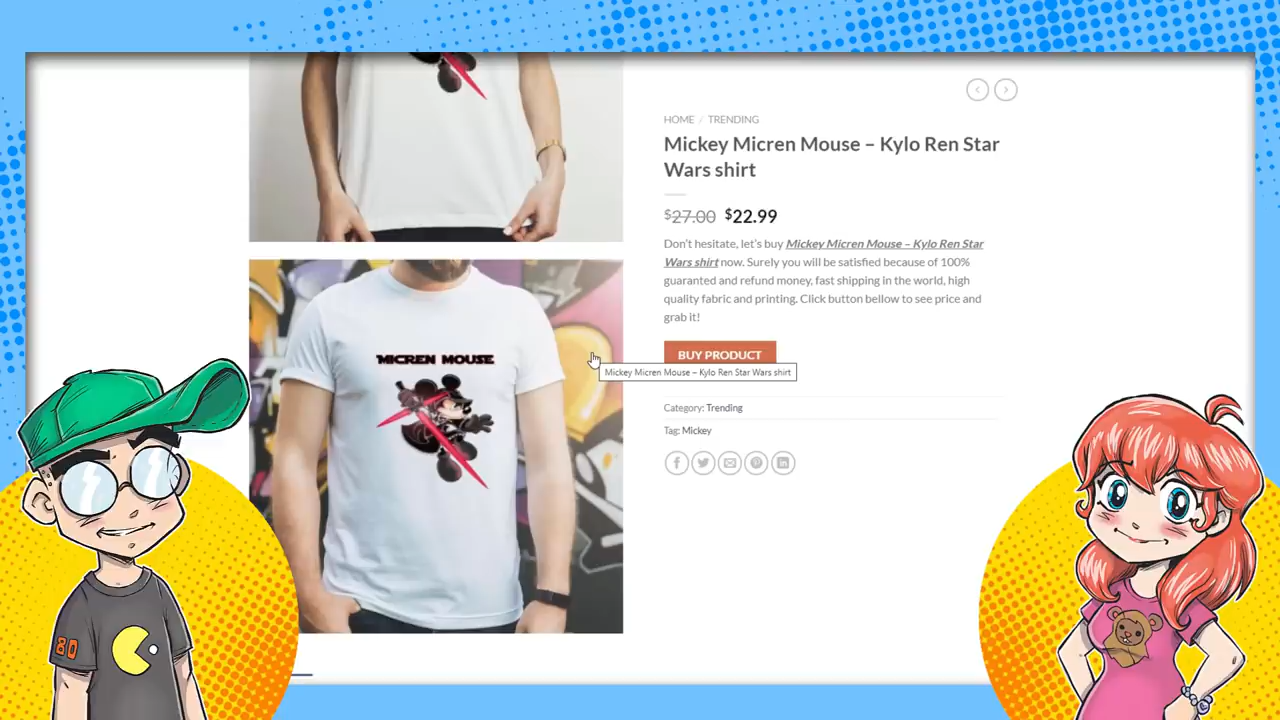 HOME / TRENDING
Mickey Micren Mouse – Kylo Ren Star
Wars shirt
$27.00 $22.99
Don't hesitate, let's buy Mickey Micren Mouse – Kylo Ren Star
Wars shirt now. Surely you will be satisfied because of 100%
guaranted and refund money, fast shipping in the world, high
quality fabric and printing. Click button bellow to see price and
grab it!
BUY PRODUCT
Mickey Micren Mouse – Kylo Ren Star Wars shirt
Category: Trending
Tag: Mickey
MICREN MOUSE
80